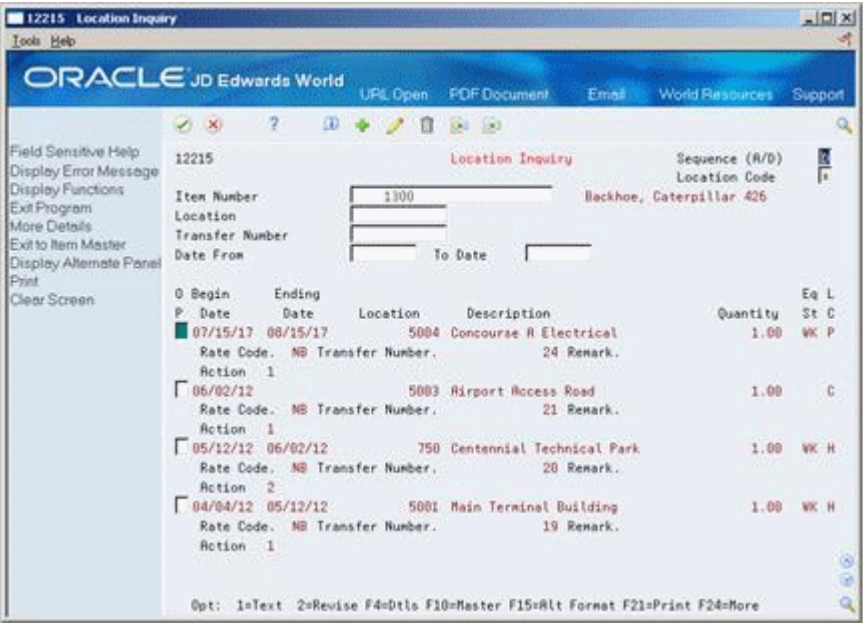 12215 Location Inquiry
Tools Help
ORACLE JD Edwards World
URL Open PDF Document Email World Resources Support
Field Sensitive Help
Display Error Message
Display Functions
Exit Program
More Details
Exit to Item Master
Display Alternate Panel
Print
Clear Screen
12215 Location Inquiry Sequence (A/D)
Location Code *
Item Number 1300 Backhoe, Caterpillar 426
Location
Transfer Number
Date From To Date
O Begin Ending Eq L
P Date Date Location Description Quantity St C
07/15/17 08/15/17 5004 Concourse A Electrical 1.00 WK P
Rate Code. NB Transfer Number. 24 Remark.
Action 1
06/02/12 5003 Airport Access Road 1.00 C
Rate Code. NB Transfer Number. 21 Remark.
Action 1
05/12/12 06/02/12 750 Centennial Technical Park 1.00 WK H
Rate Code. NB Transfer Number. 20 Remark.
Action 2
04/04/12 05/12/12 5001 Main Terminal Building 1.00 WK H
Rate Code. NB Transfer Number. 19 Remark.
Action 1
Opt: 1=Text 2=Revise F4=Dtls F10=Master F15=Alt Format F21=Print F24=More